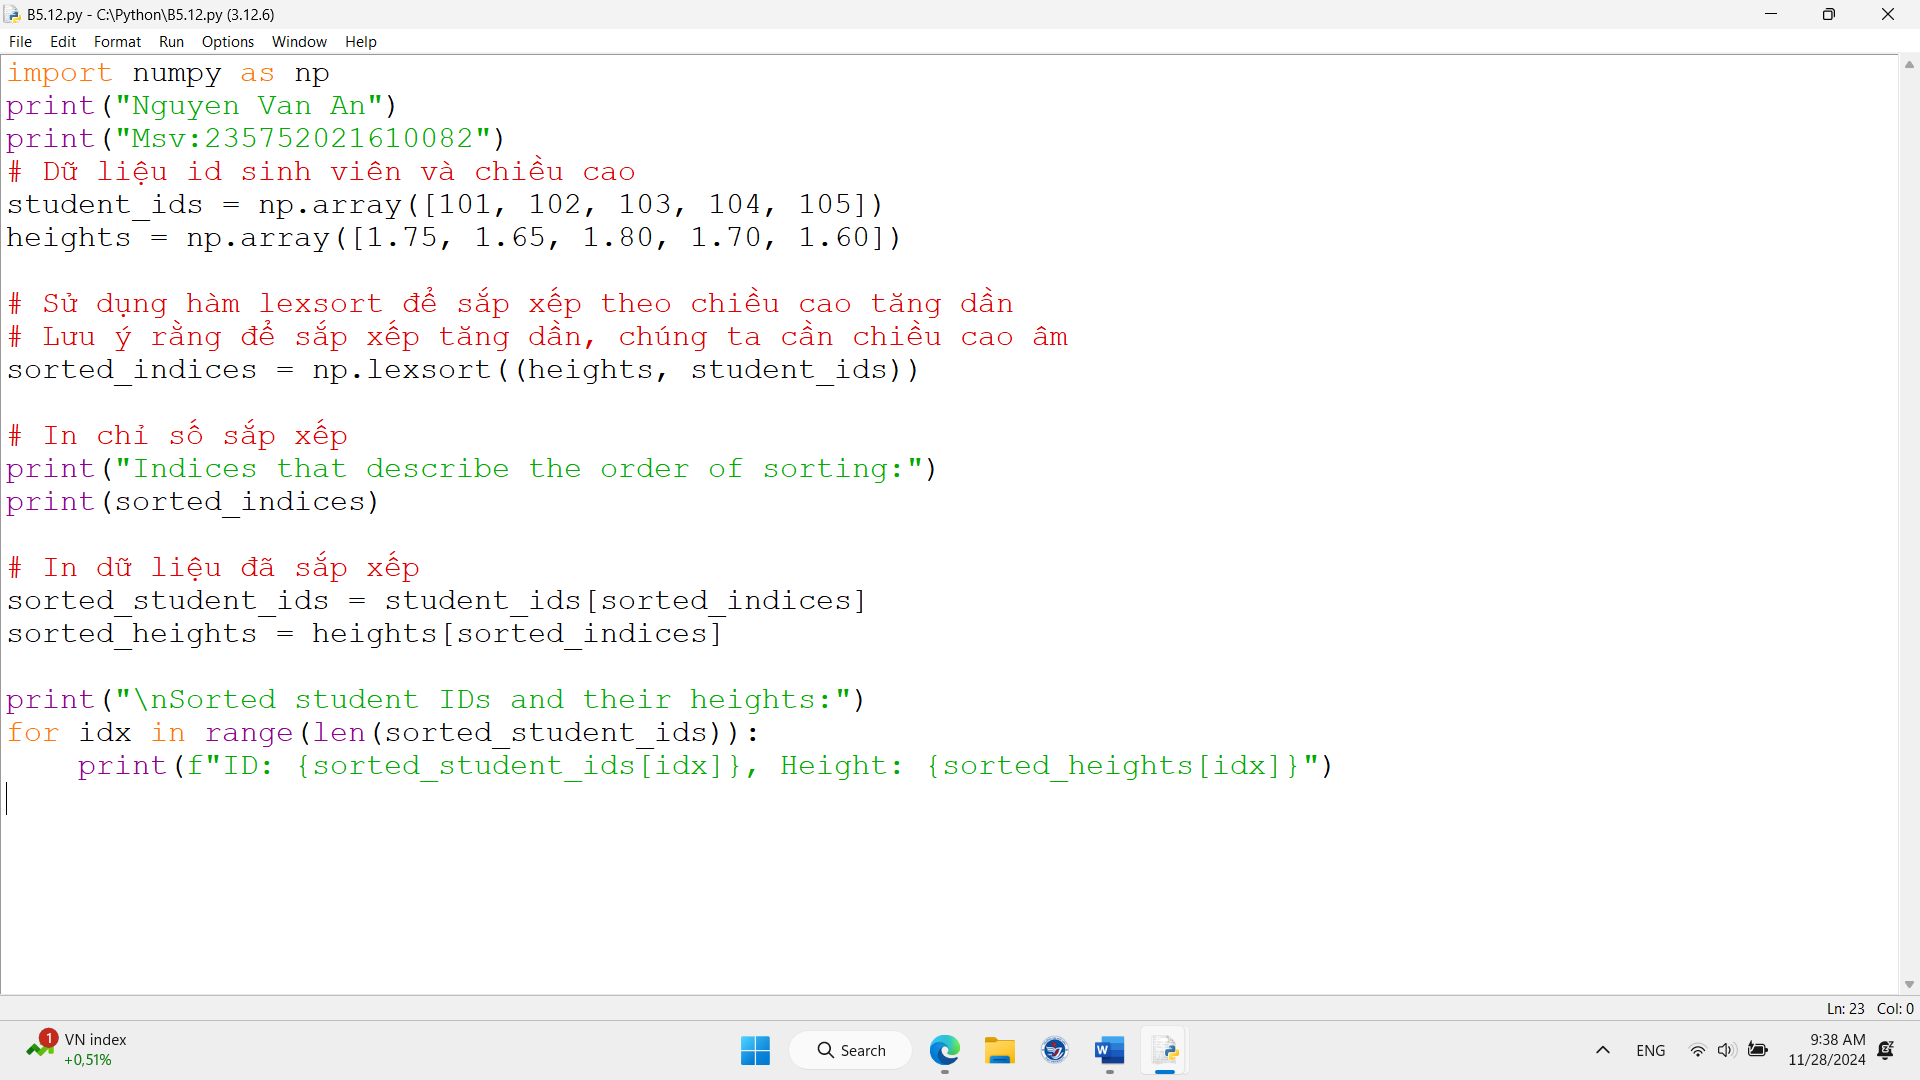 B5.12.py - C:\Python\B5.12.py (3.12.6)
File Edit Format Run Options Window Help
import numpy as np
print("Nguyen Van An")
print("Msv:235752021610082")
# Dữ liệu id sinh viên và chiều cao
student_ids = np.array([101, 102, 103, 104, 105])
heights = np.array([1.75, 1.65, 1.80, 1.70, 1.60])

# Sử dụng hàm lexsort để sắp xếp theo chiều cao tăng dần
# Lưu ý rằng để sắp xếp tăng dần, chúng ta cần chiều cao âm
sorted_indices = np.lexsort((heights, student_ids))

# In chỉ số sắp xếp
print("Indices that describe the order of sorting:")
print(sorted_indices)

# In dữ liệu đã sắp xếp
sorted_student_ids = student_ids[sorted_indices]
sorted_heights = heights[sorted_indices]

print("\nSorted student IDs and their heights:")
for idx in range(len(sorted_student_ids)):
    print(f"ID: {sorted_student_ids[idx]}, Height: {sorted_heights[idx]}")
Ln: 23 Col: 0
1 VN index
+0,51%
Search
W
ENG
9:38 AM
11/28/2024